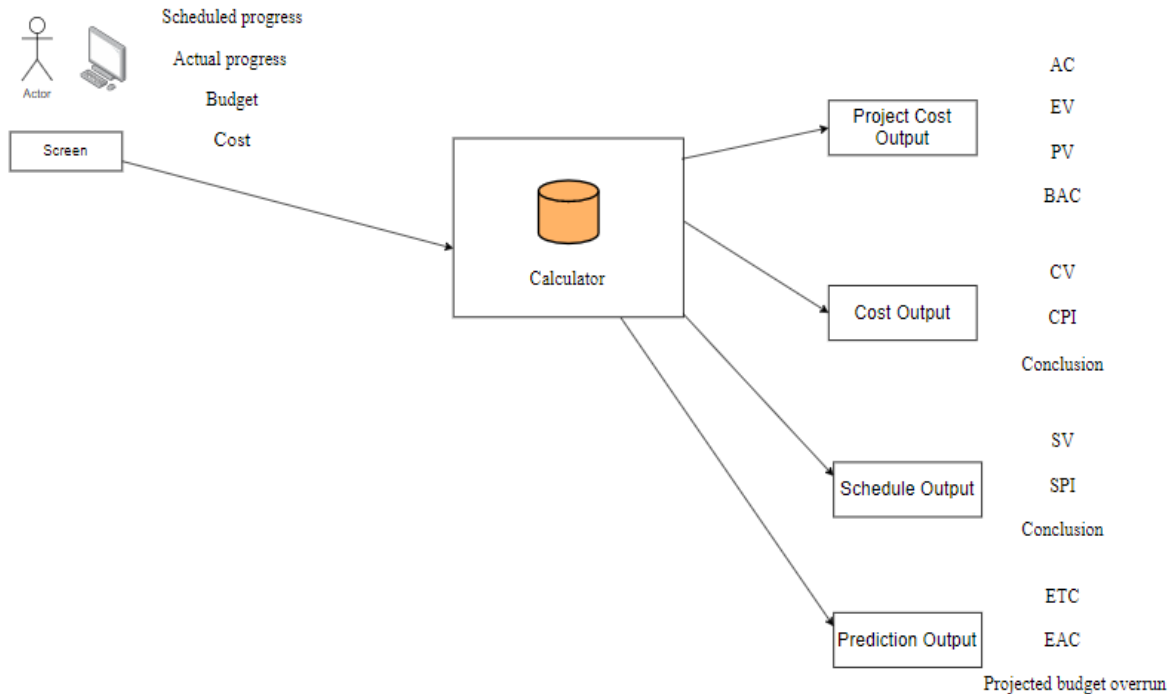 Scheduled progress
Actual progress
Budget
Cost
Actor
Screen
Calculator
Project Cost
Output
AC
EV
PV
BAC
Cost Output
CV
CPI
Conclusion
Schedule Output
SV
SPI
Conclusion
Prediction Output
ETC
EAC
Projected budget overrun